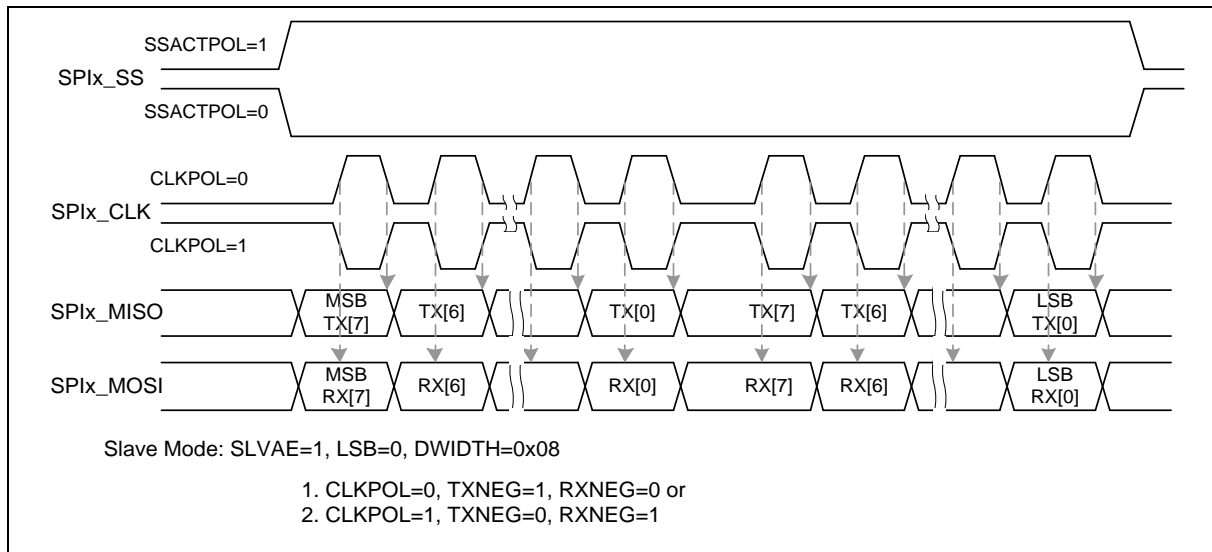 SSACTPOL=1
SPIx_SS
SSACTPOL=0
CLKPOL=0
SPIx_CLK
CLKPOL=1
SPIx_MISO
MSB
TX[7]
TX[6]
TX[0]
TX[7]
TX[6]
LSB
TX[0]
SPIx_MOSI
MSB
RX[7]
RX[6]
RX[0]
RX[7]
RX[6]
LSB
RX[0]
Slave Mode: SLVAE=1, LSB=0, DWIDTH=0x08
1. CLKPOL=0, TXNEG=1, RXNEG=0 or
2. CLKPOL=1, TXNEG=0, RXNEG=1